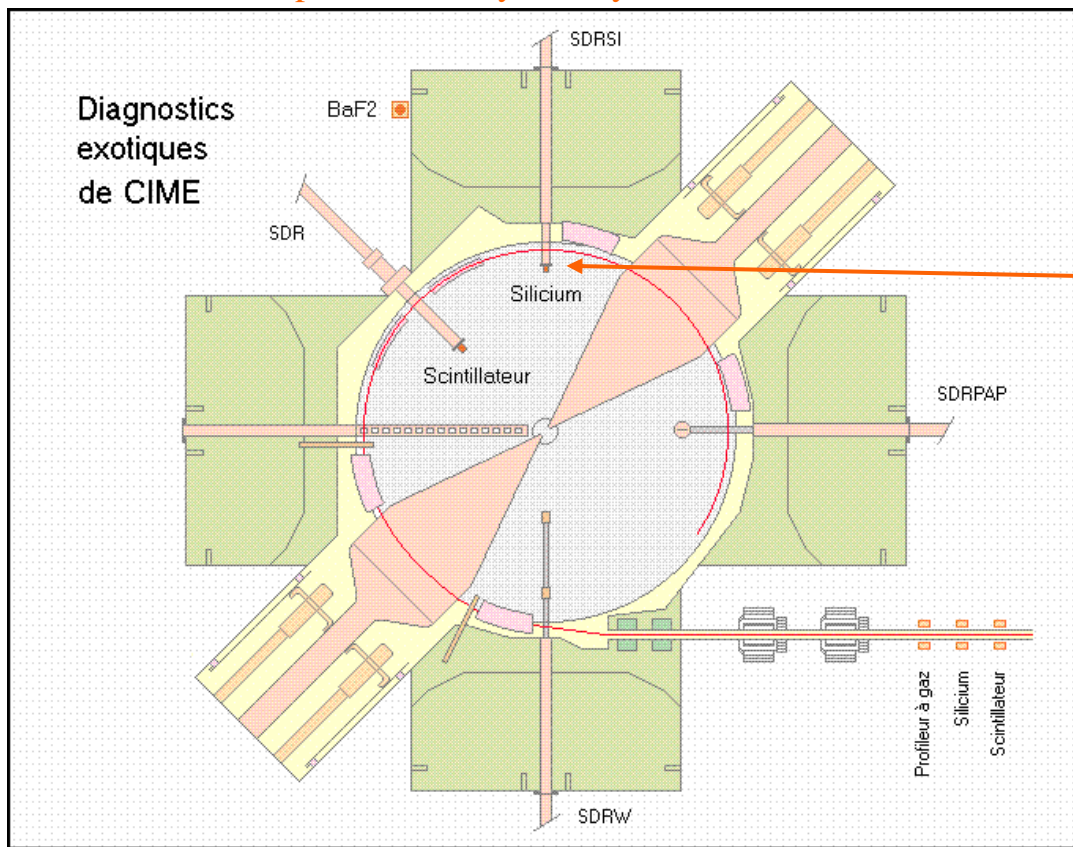 SDRSI
Diagnostics
exotiques
de CIME
BaF2
SDR
Silicium
Scintillateur
SDRPAP
Profileur à gaz
Silicium
Scintillateur
SDRW